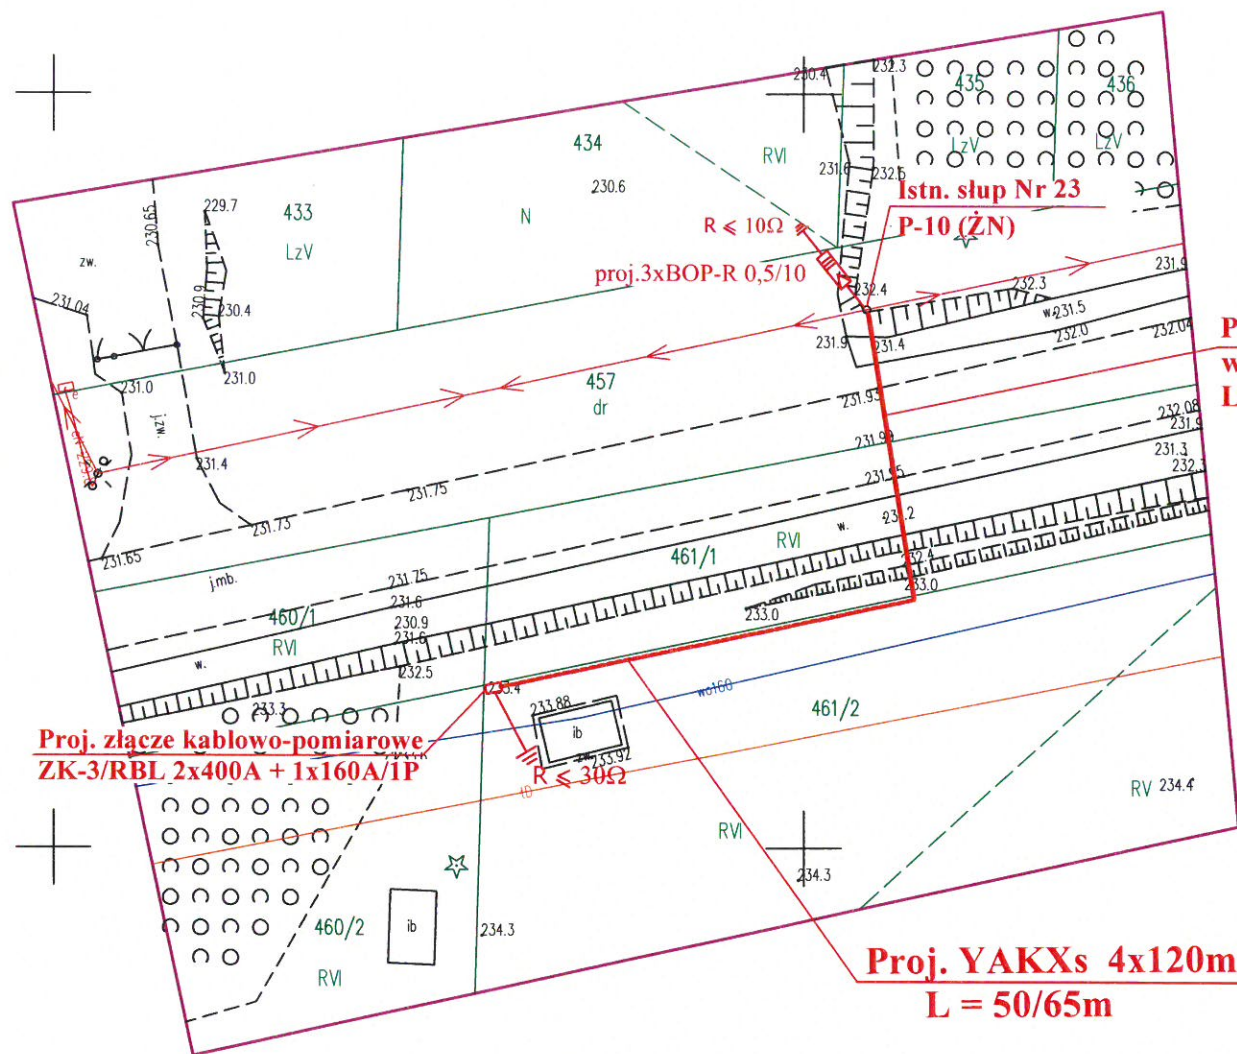 230.4
232.3
435
436
434
RVI
LzV
LzV
230.6
231.6
232.5
229.7
433
LzV
N
230.65
zw.
Istn. słup Nr 23
P-10 (ŻN)
R ⩽ 10Ω
proj.3xBOP-R 0,5/10
232.4
232.3
231.9
w.
231.5
232.0
232.04
231.04
230.9
230.4
231.0
231.0
231.9
231.4
P
w
L
457
dr
231.93
e
jzw.
231.4
231.99
232.08
231.9
231.3
232.3
231.75
231.73
231.65
231.95
w.
231.2
RVI
461/1
232.4
233.0
233.0
j.mb.
231.75
231.6
230.9
231.6
460/1
RVI
w.
232.5
233.3
233.4
wo160
233.88
ib
233.92
461/2
Proj. złącze kablowo-pomiarowe
ZK-3/RBL 2x400A + 1x160A/1P
R ⩽ 30Ω
tD
RVI
RV
234.4
234.3
460/2
ib
234.3
RVI
Proj. YAKXs 4x120m
L = 50/65m